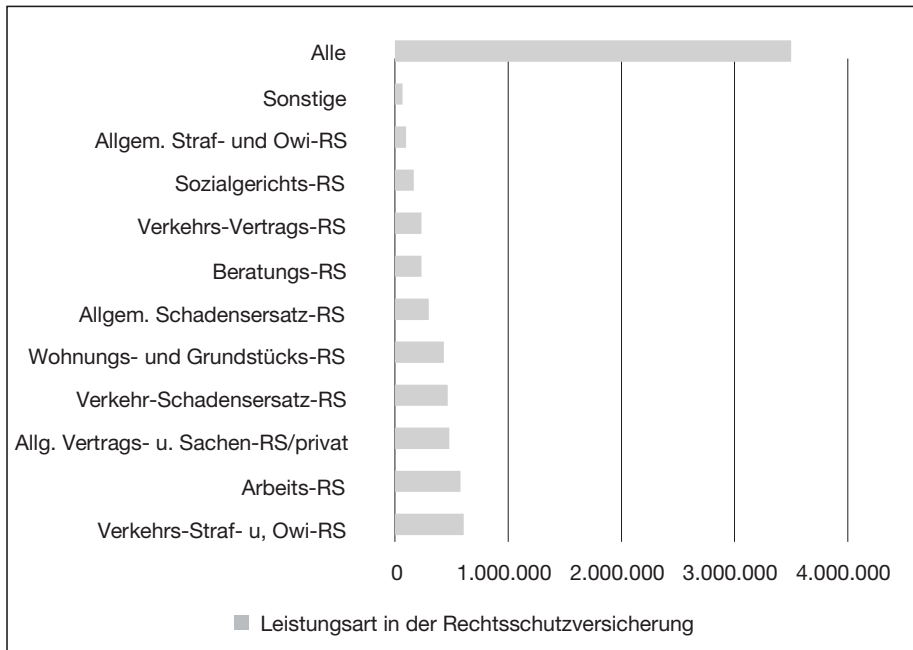 Alle
Sonstige
Allgem. Straf- und Owi-RS
Sozialgerichts-RS
Verkehrs-Vertrags-RS
Beratungs-RS
Allgem. Schadensersatz-RS
Wohnungs- und Grundstücks-RS
Verkehr-Schadensersatz-RS
Allg. Vertrags- u. Sachen-RS/privat
Arbeits-RS
Verkehrs-Straf- u, Owi-RS
0 1.000.000 2.000.000 3.000.000 4.000.000
Leistungsart in der Rechtsschutzversicherung